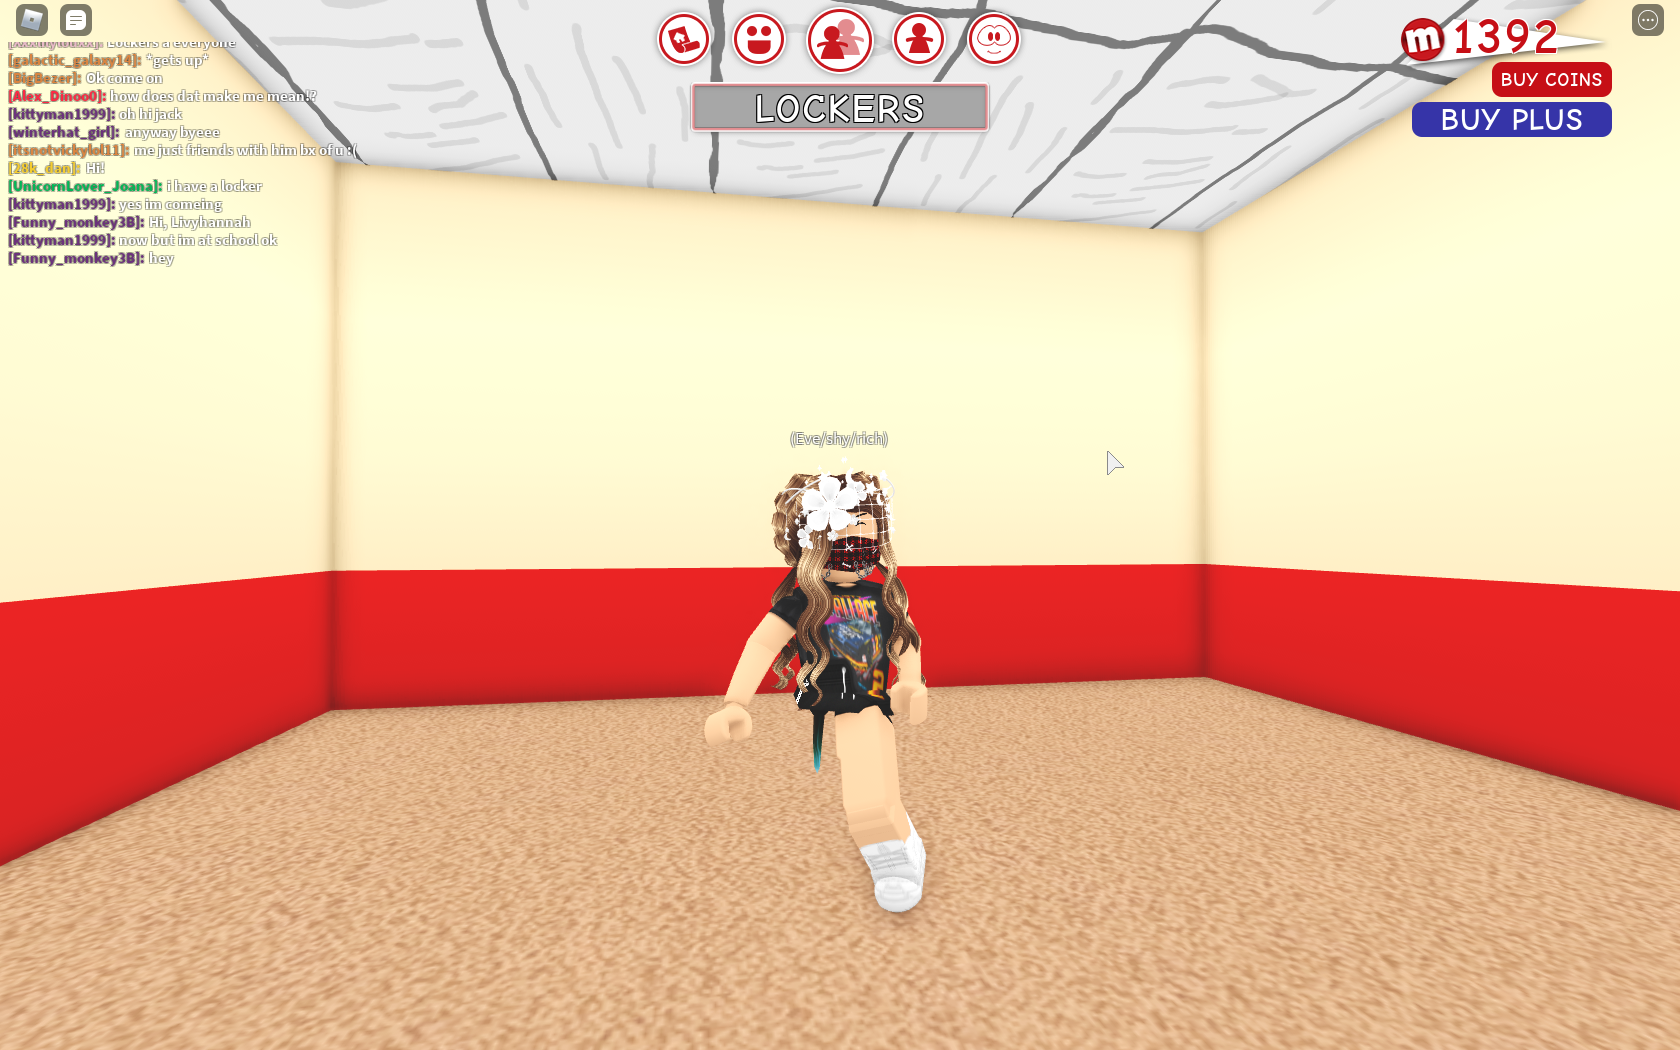 Lockers a everyone
[galactic_galaxy14]: *gets up*
[BigBezer]: Ok come on
[Alex_Dinoo0]: how does dat make me mean!?
[kittyman1999]: oh hi jack
[winterhat_girl]: anyway byeee
[itsnotvickylol11]: me just friends with him bx of u :(
[28k_dan]: Hi!
[UnicornLover_Joana]: i have a locker
[kittyman1999]: yes im comeing
[Funny_monkey3B]: Hi, Livyhannah
[kittyman1999]: now but im at school ok
[Funny_monkey3B]: hey
LOCKERS
m 1392
BUY COINS
BUY PLUS
(Eve/shy/rich)